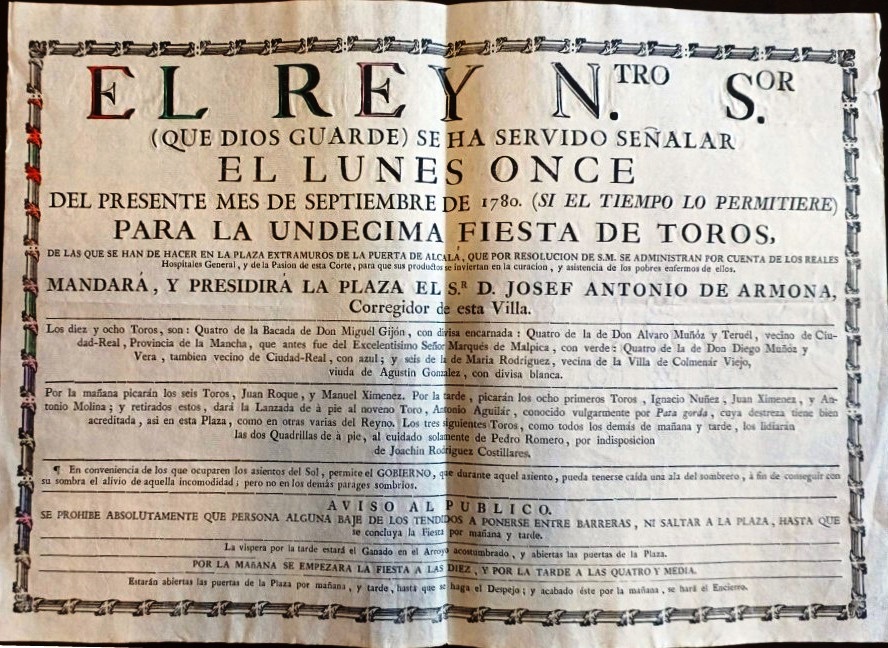 EL REY N.TRO S.OR
(QUE DIOS GUARDE) SE HA SERVIDO SEÑALAR
EL LUNES ONCE
DEL PRESENTE MES DE SEPTIEMBRE DE 1780. (SI EL TIEMPO LO PERMITIERE)
PARA LA UNDECIMA FIESTA DE TOROS,
DE LAS QUE SE HAN DE HACER EN LA PLAZA EXTRAMUROS DE LA PUERTA DE ALCALÁ, QUE POR RESOLUCION DE S.M. SE ADMINISTRAN POR CUENTA DE LOS REALES
Hospitales General, y de la Pasion de esta Corte, para que sus productos se inviertan en la curacion, y asistencia de los pobres enfermos de ellos.
MANDARÁ, Y PRESIDIRÁ LA PLAZA EL S.R D. JOSEF ANTONIO DE ARMONA,
Corregidor de esta Villa.
Los diez y ocho Toros, son: Quatro de la Bacada de Don Miguél Gijón, con divisa encarnada: Quatro de la de Don Alvaro Muñóz y Teruél, vecino de Ciu-
dad-Real, Provincia de la Mancha, que antes fue del Excelentisimo Señor Marqués de Malpica, con verde: Quatro de la de Don Diego Muñóz y
Vera, tambien vecino de Ciudad-Real, con azul; y seis de la de Maria Rodriguez, vecina de la Villa de Colmenár Viejo,
viuda de Agustin Gonzalez, con divisa blanca.
Por la mañana picarán los seis Toros, Juan Roque, y Manuel Ximenez. Por la tarde, picarán los ocho primeros Toros, Ignacio Nuñez, Juan Ximenez, y An-
tonio Molina; y retirados estos, dará la Lanzada de à pie al noveno Toro, Antonio Aguilár, conocido vulgarmente por Pata gorda, cuya destreza tiene bien
acreditada, asi en esta Plaza, como en otras varias del Reyno. Los tres siguientes Toros, como todos los demás de mañana y tarde, los lidiarán
las dos Quadrillas de à pie, al cuidado solamente de Pedro Romero, por indisposicion
de Joachin Rodriguez Costillares.
¶ En conveniencia de los que ocuparen los asientos del Sol, permite el GOBIERNO, que durante aquel asiento, pueda tenerse caída una ala del sombrero, à fin de conseguir con
su sombra el alivio de aquella incomodidad; pero no en los demás parages sombrìos.
AVISO AL PUBLICO.
SE PROHIBE ABSOLUTAMENTE QUE PERSONA ALGUNA BAJE DE LOS TENDIDOS A PONERSE ENTRE BARRERAS, NI SALTAR A LA PLAZA, HASTA QUE
se concluya la Fiesta por mañana y tarde.
La vispera por la tarde estará el Ganado en el Arroyo acostumbrado, y abiertas las puertas de la Plaza.
POR LA MAÑANA SE EMPEZARA LA FIESTA A LAS DIEZ, Y POR LA TARDE A LAS QUATRO Y MEDIA.
Estarán abiertas las puertas de la Plaza por mañana, y tarde, hasta que se haga el Despejo; y acabado éste por la mañana, se hará el Encierro.